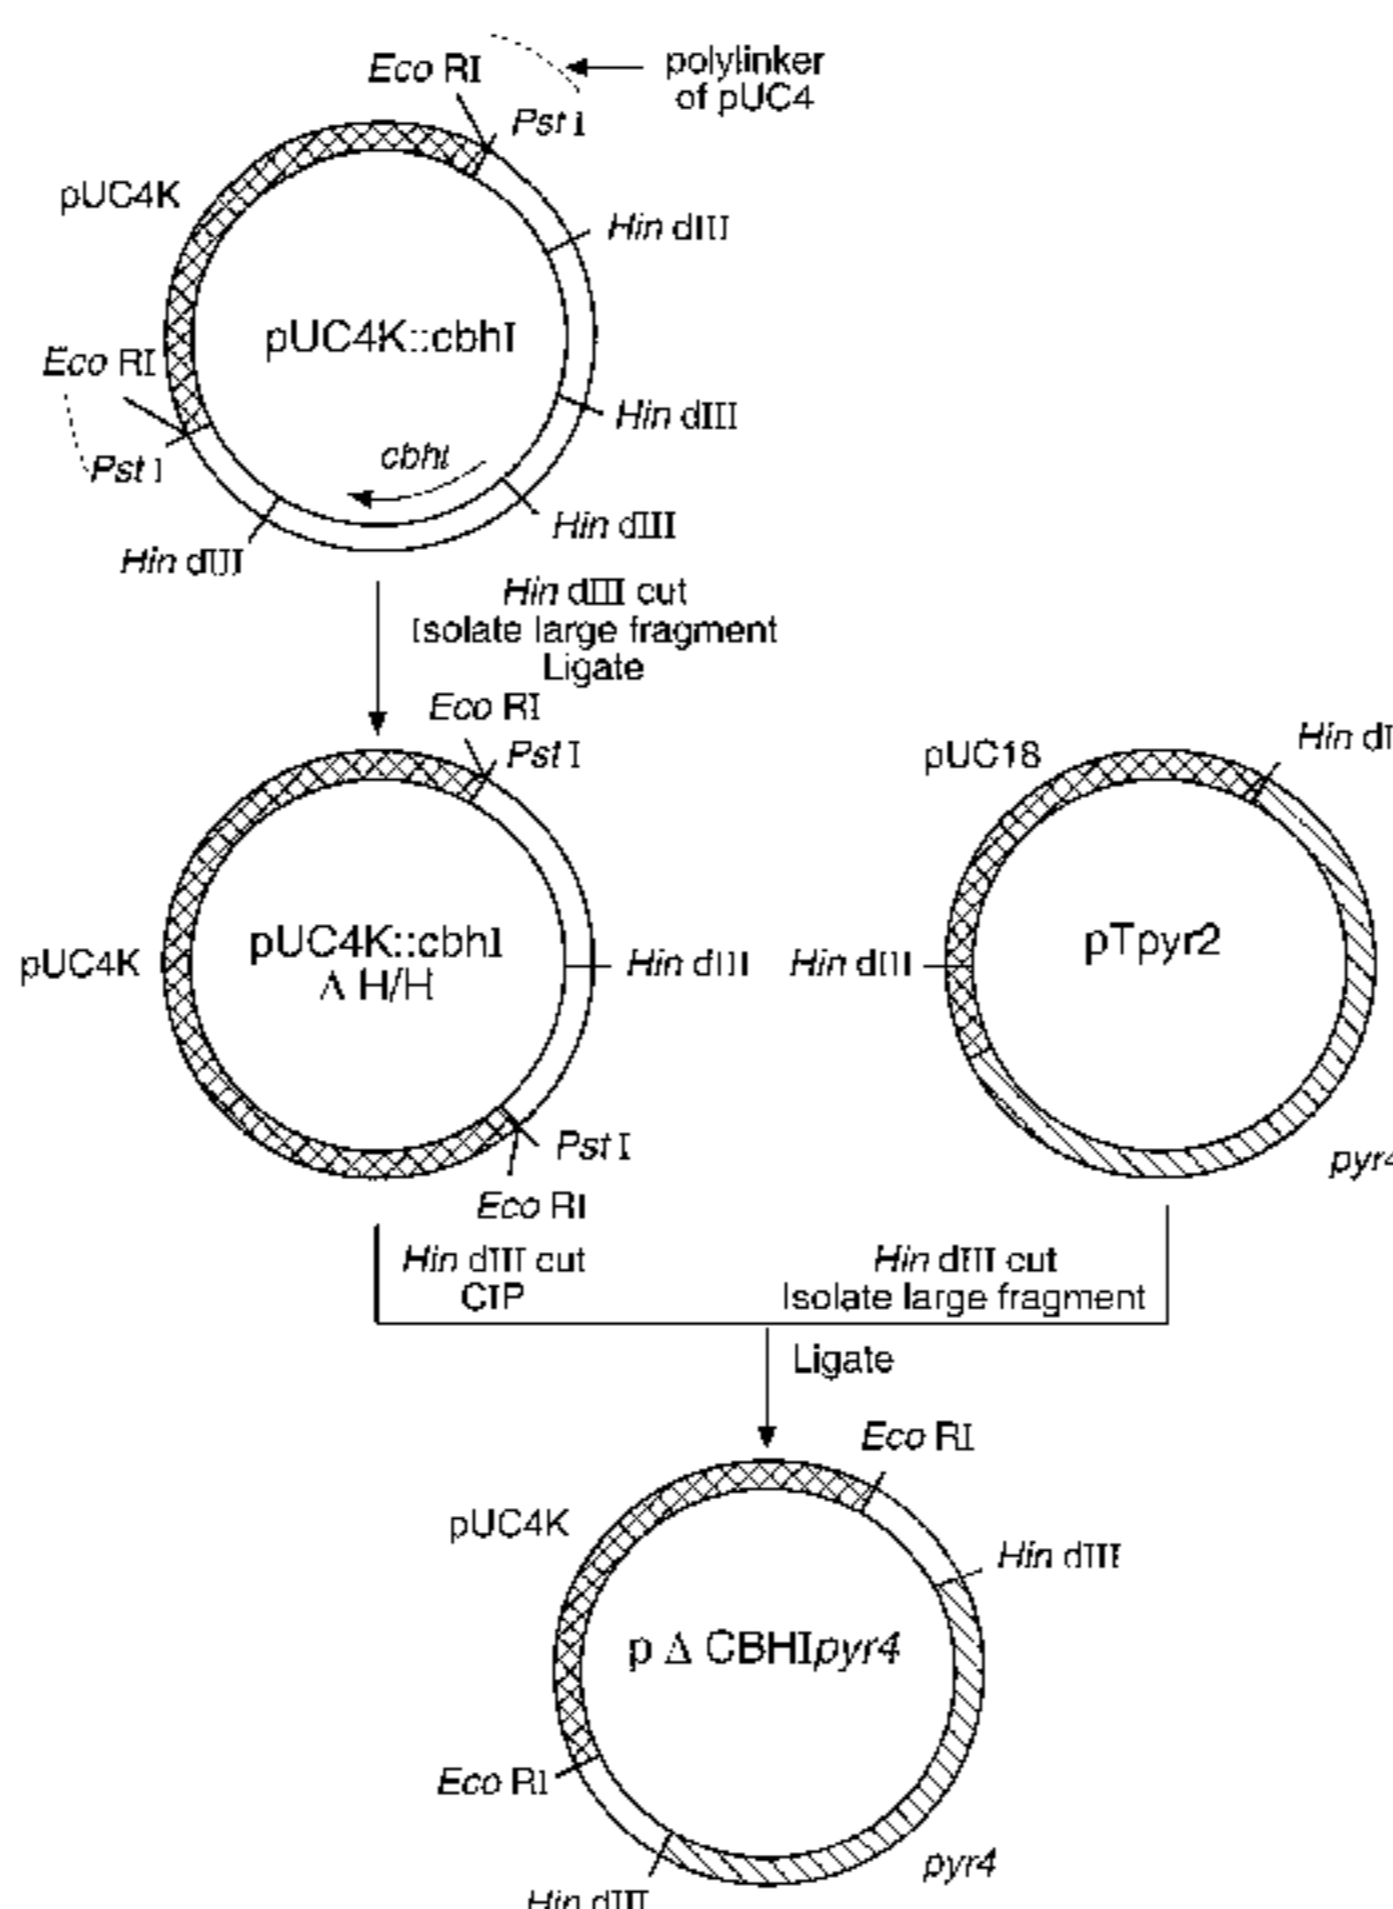 Eco RI
polylinker
of pUC4
Pst I
pUC4K
Hin dIII
pUC4K::cbhI
Eco RI
Hin dIII
Pst I
cbhI
Hin dIII
Hin dIII
Hin dIII cut
Isolate large fragment
Ligate
Eco RI
Pst I
pUC18
Hin dI
pUC4K::cbhI
Δ H/H
pTpyr2
pUC4K
Hin dIII
Hin dIII
Pst I
pyr4
Eco RI
Hin dIII cut
CIP
Hin dIII cut
Isolate large fragment
Ligate
Eco RI
pUC4K
Hin dIII
p Δ CBHIpyr4
Eco RI
pyr4
Hin dIII